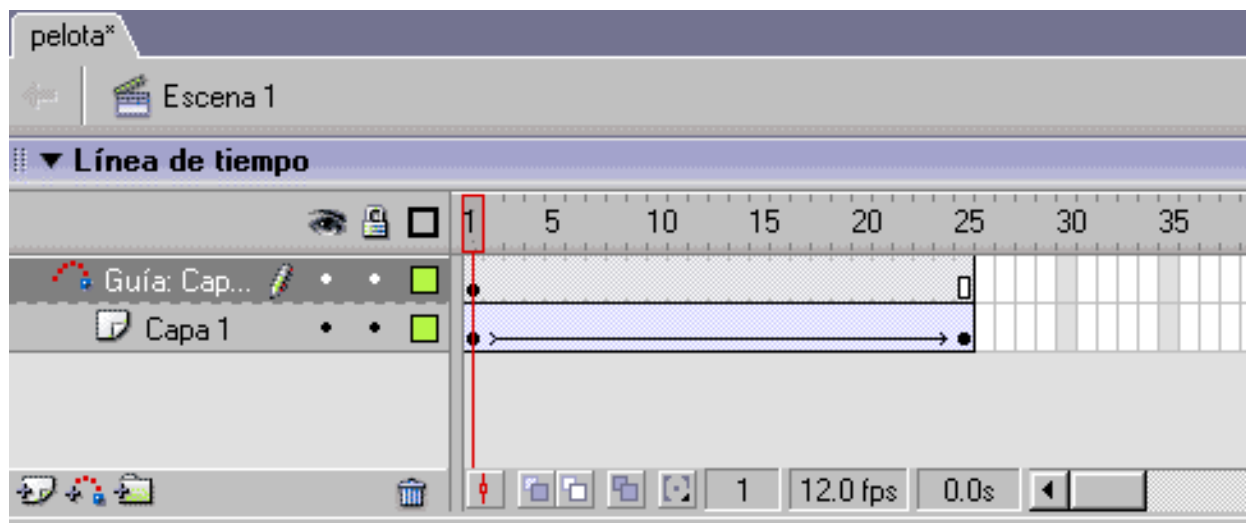 pelota*
Escena 1
Línea de tiempo
1 5 10 15 20 25 30 35
Guía: Cap...
Capa 1
1 12.0 fps 0.0s